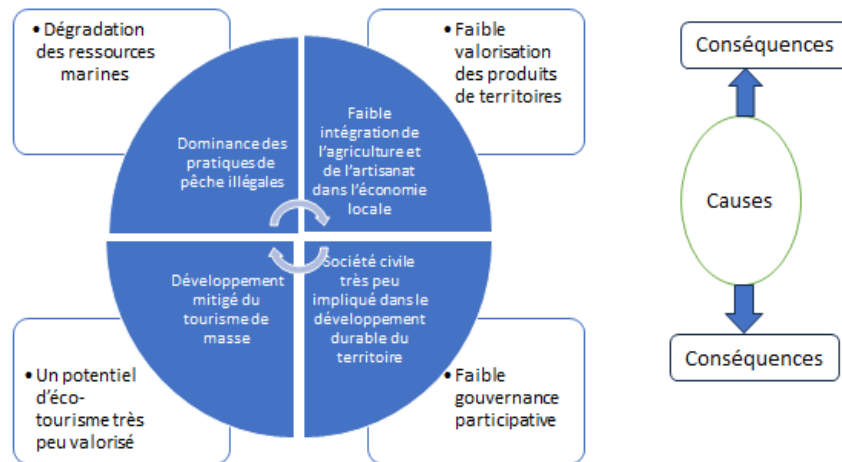 • Dégradation
des ressources
marines
• Faible
valorisation
des produits
de territoires
Dominance des
pratiques de
pêche illégales
Faible
intégration de
l'agriculture et
de l'artisanat
dans l'économie
locale
Développement
mitigé du
tourisme de
masse
Société civile
très peu
impliqué dans le
développement
durable du
territoire
• Un potentiel
d'éco-
tourisme très
peu valorisé
• Faible
gouvernance
participative
Conséquences
Causes
Conséquences